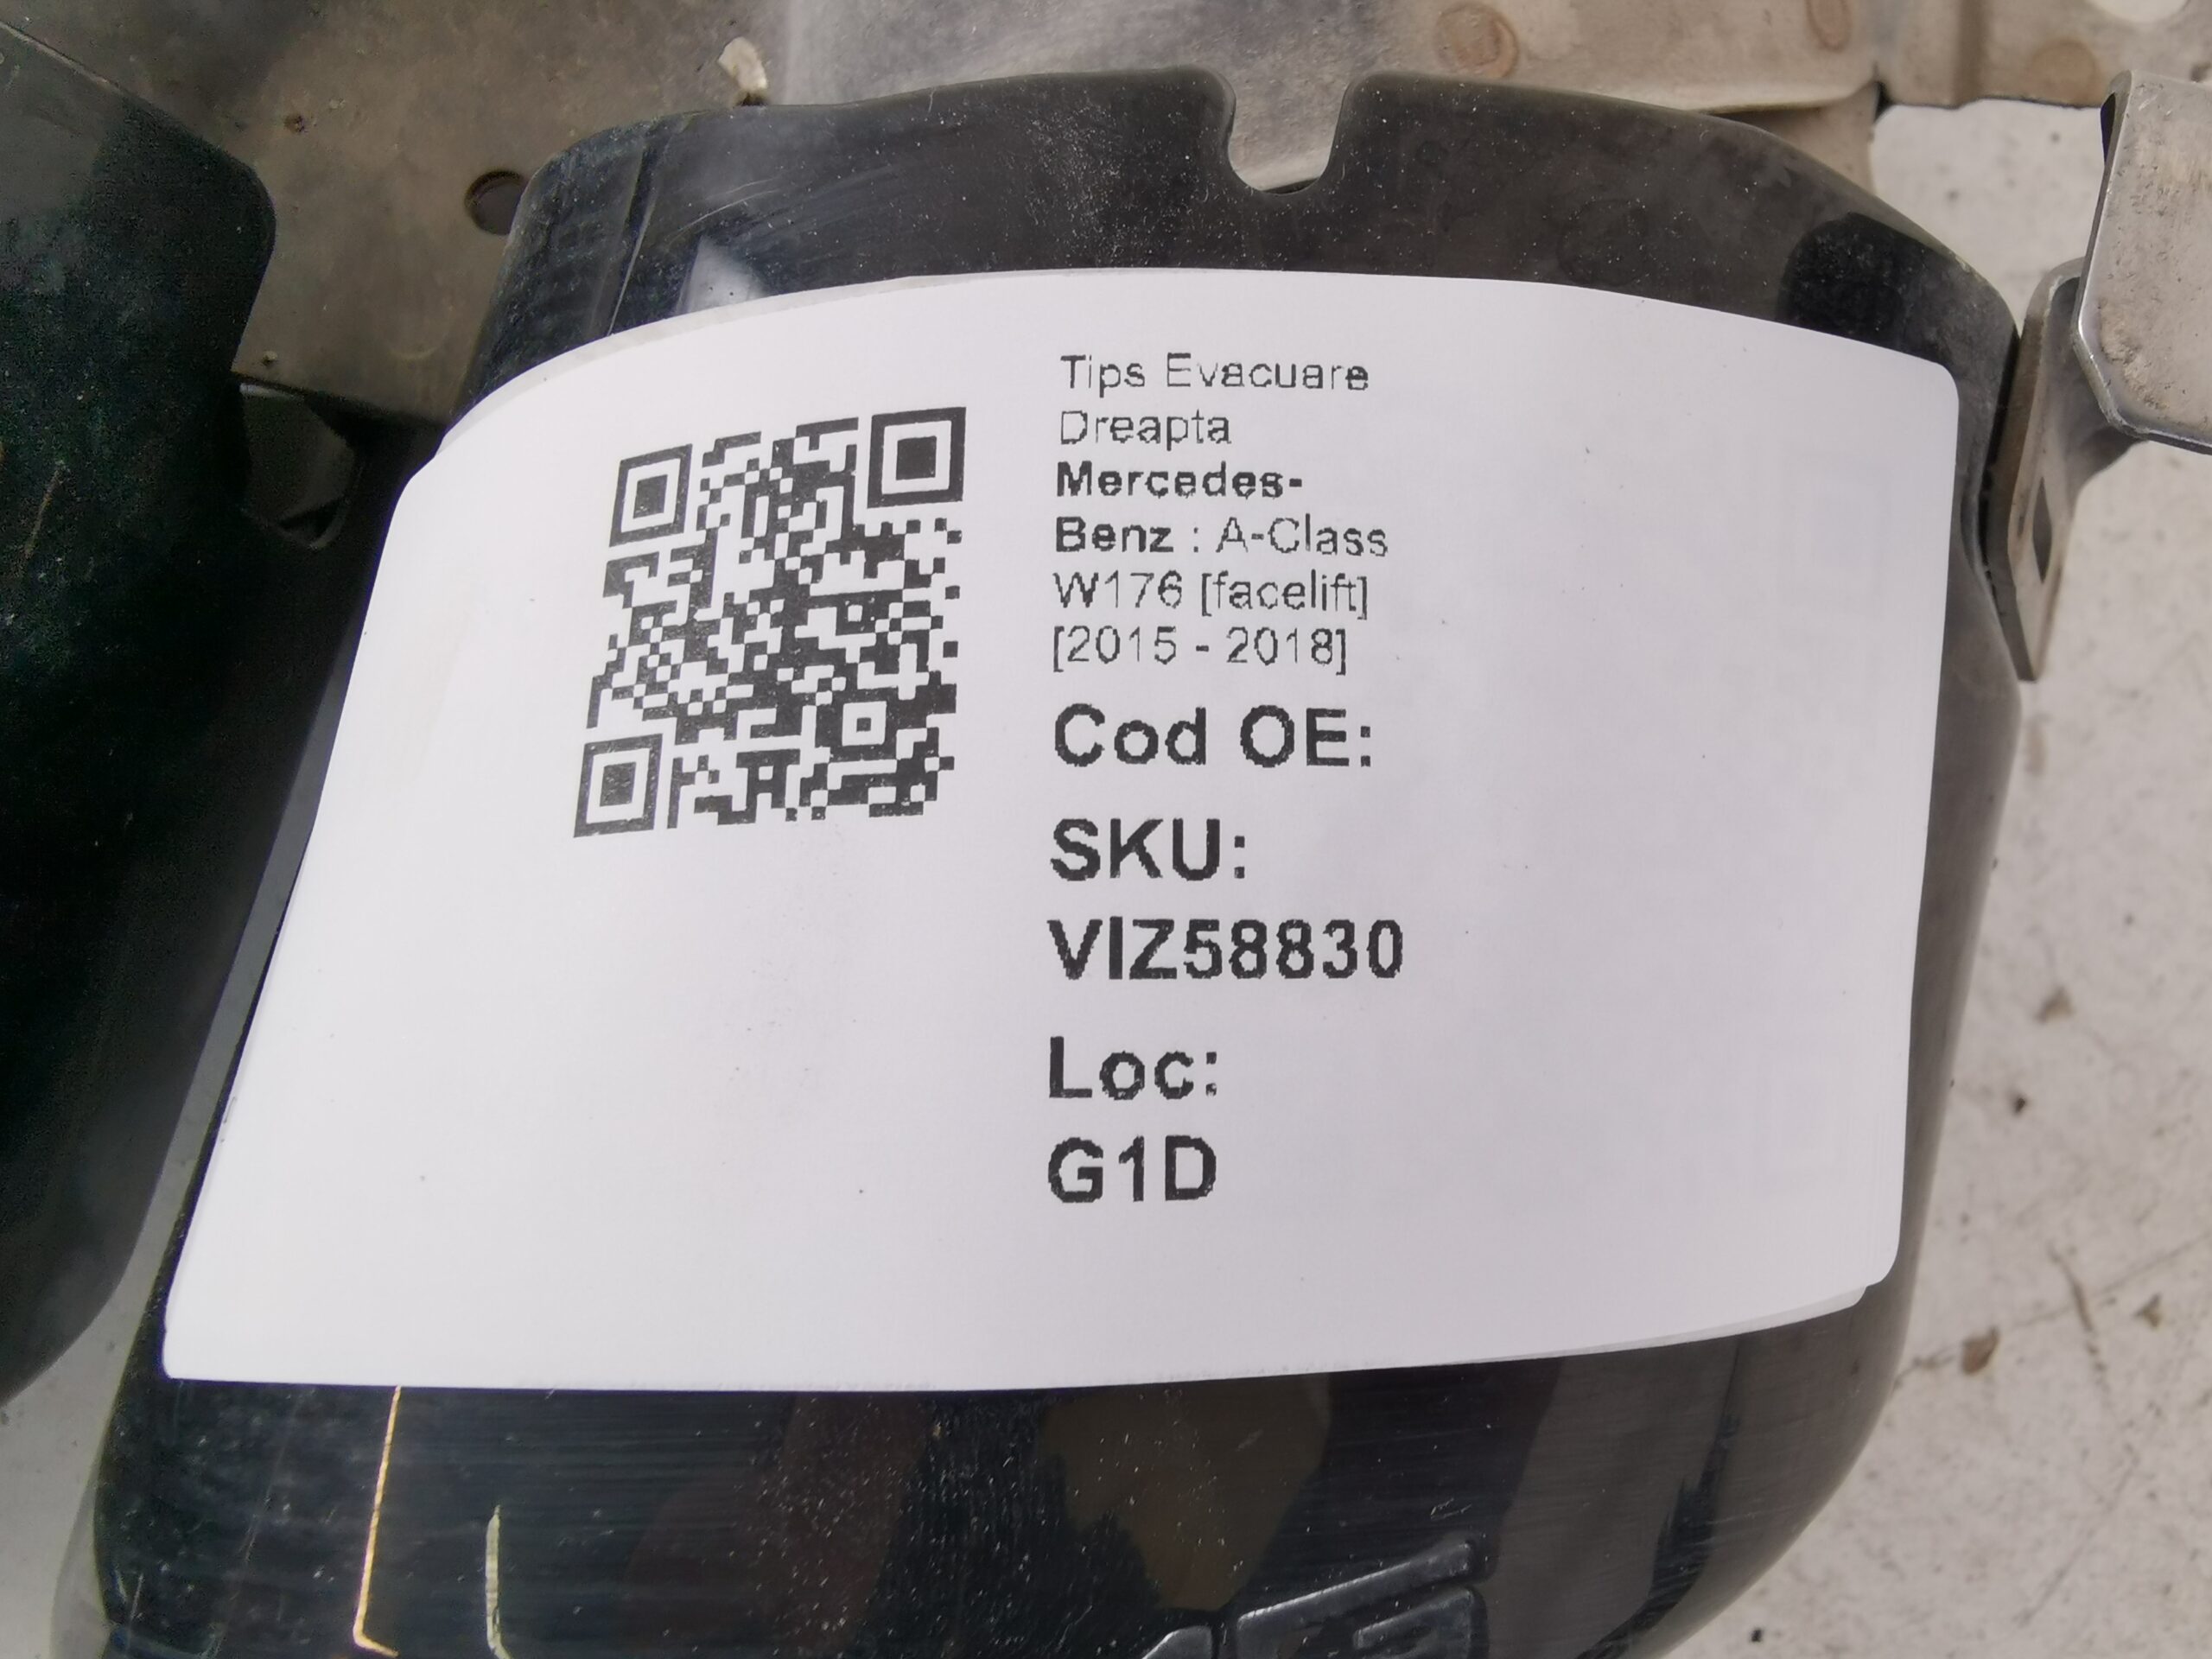 Tips Evacuare
Dreapta
Mercedes-
Benz : A-Class
W176 [facelift]
[2015 - 2018]
Cod OE:
SKU:
VIZ58830
Loc:
G1D